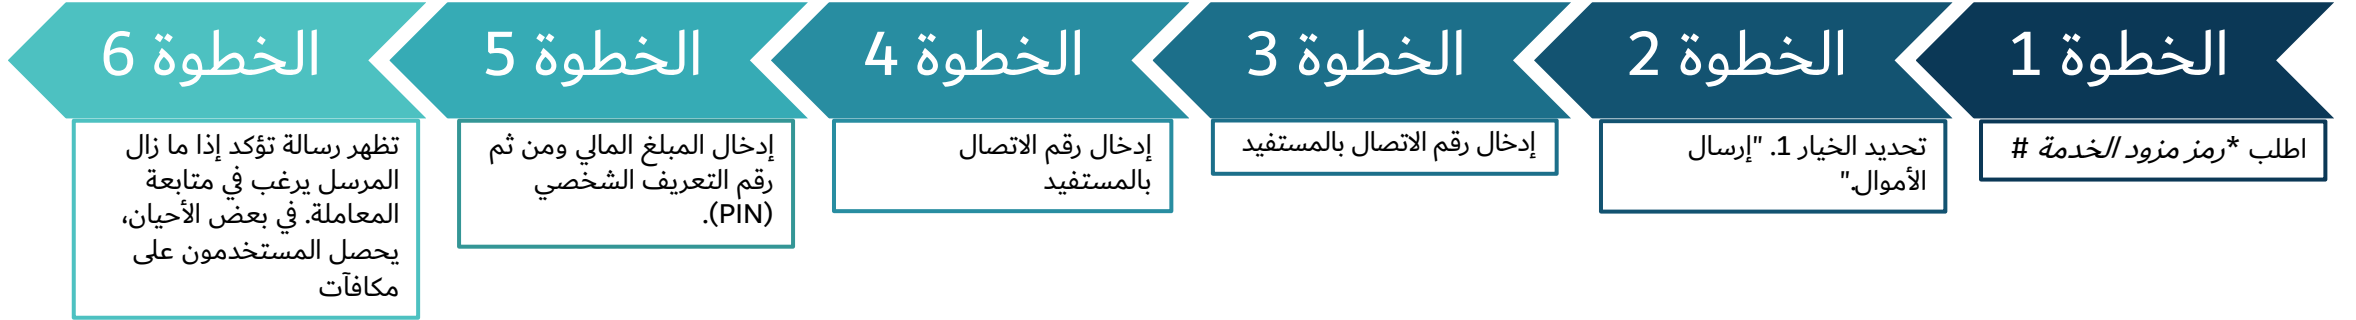 الخطوة 1
اطلب *رمز مزود الخدمة #
الخطوة 2
تحديد الخيار 1. "إرسال
الأموال."
الخطوة 3
إدخال رقم الاتصال بالمستفيد
الخطوة 4
إدخال رقم الاتصال
بالمستفيد
الخطوة 5
إدخال المبلغ المالي ومن ثم
رقم التعريف الشخصي
(PIN).
الخطوة 6
تظهر رسالة تؤكد إذا ما زال
المرسل يرغب في متابعة
المعاملة. في بعض الأحيان،
يحصل المستخدمون على
مكافآت